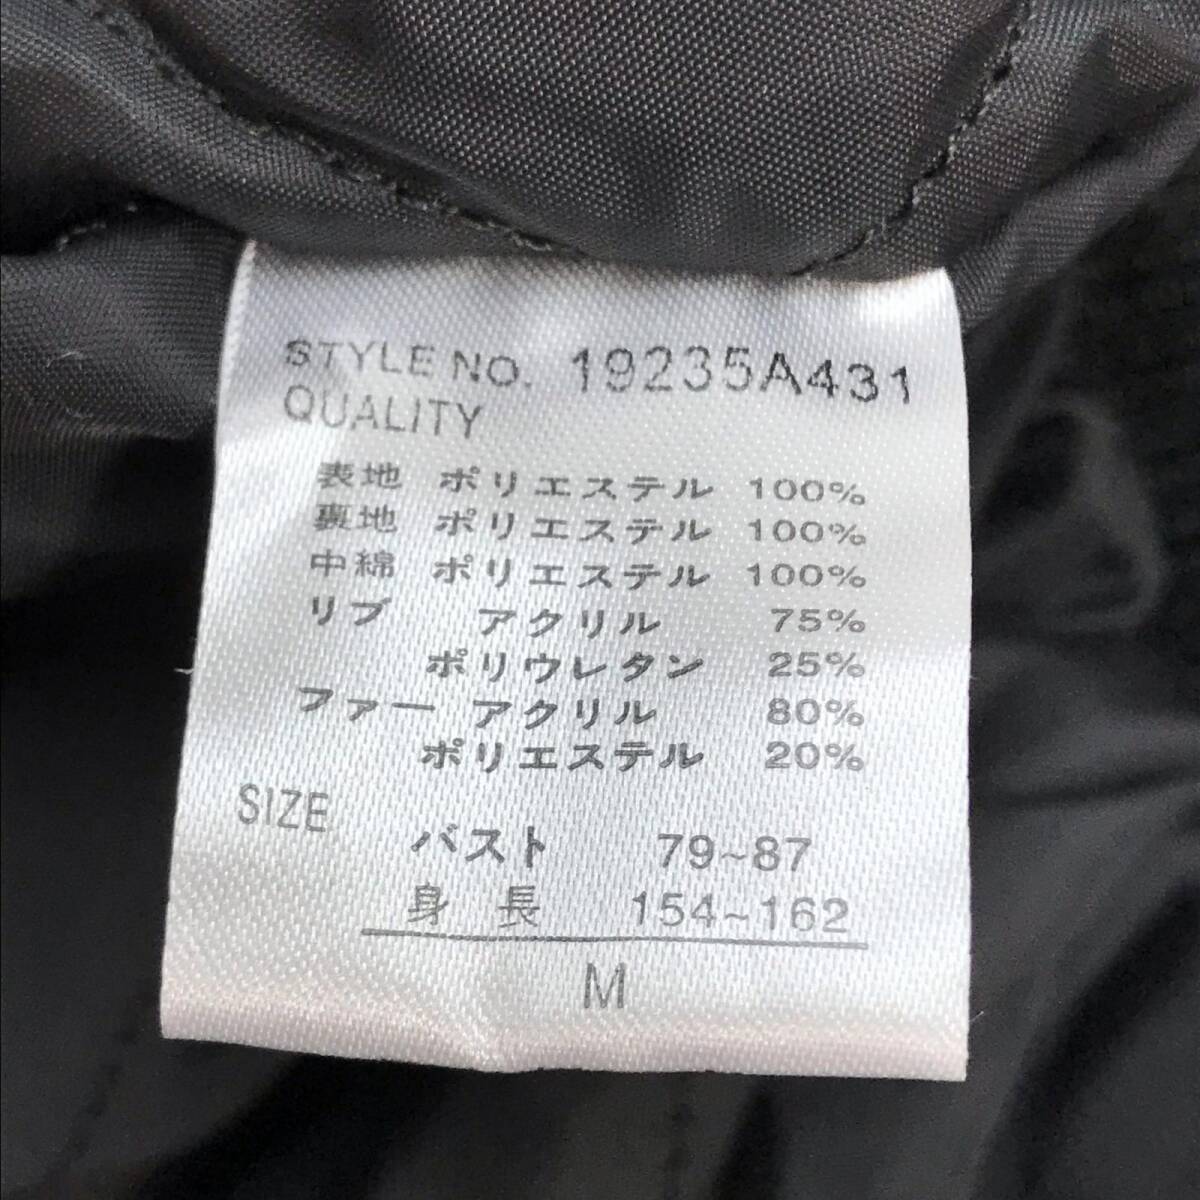 STYLE NO. 19235A431
QUALITY
表地 ポリエステル 100%
裏地 ポリエステル 100%
中綿 ポリエステル 100%
リブ アクリル 75%
ポリウレタン 25%
ファー アクリル 80%
ポリエステル 20%
SIZE
バスト 79~87
身長 154~162
M